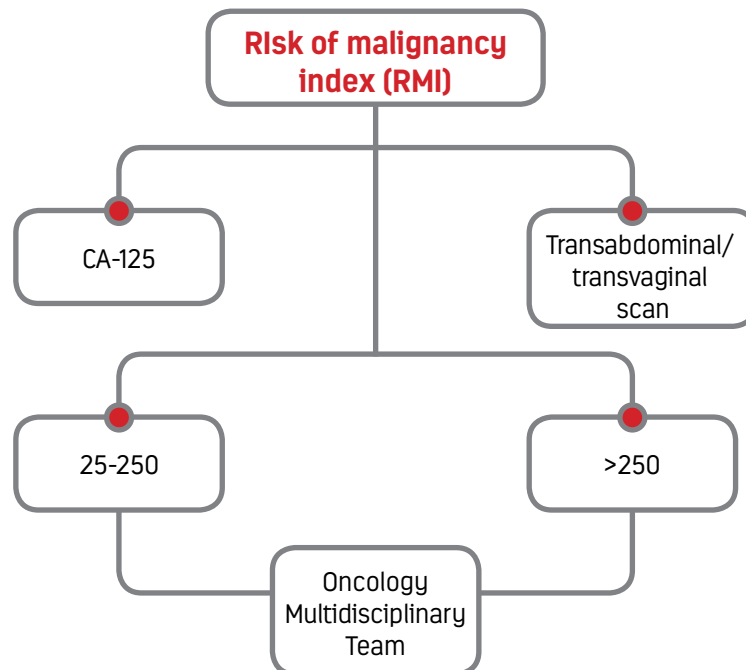 RIsk of malignancy
index (RMI)
CA-125
Transabdominal/
transvaginal
scan
25-250
>250
Oncology
Multidisciplinary
Team